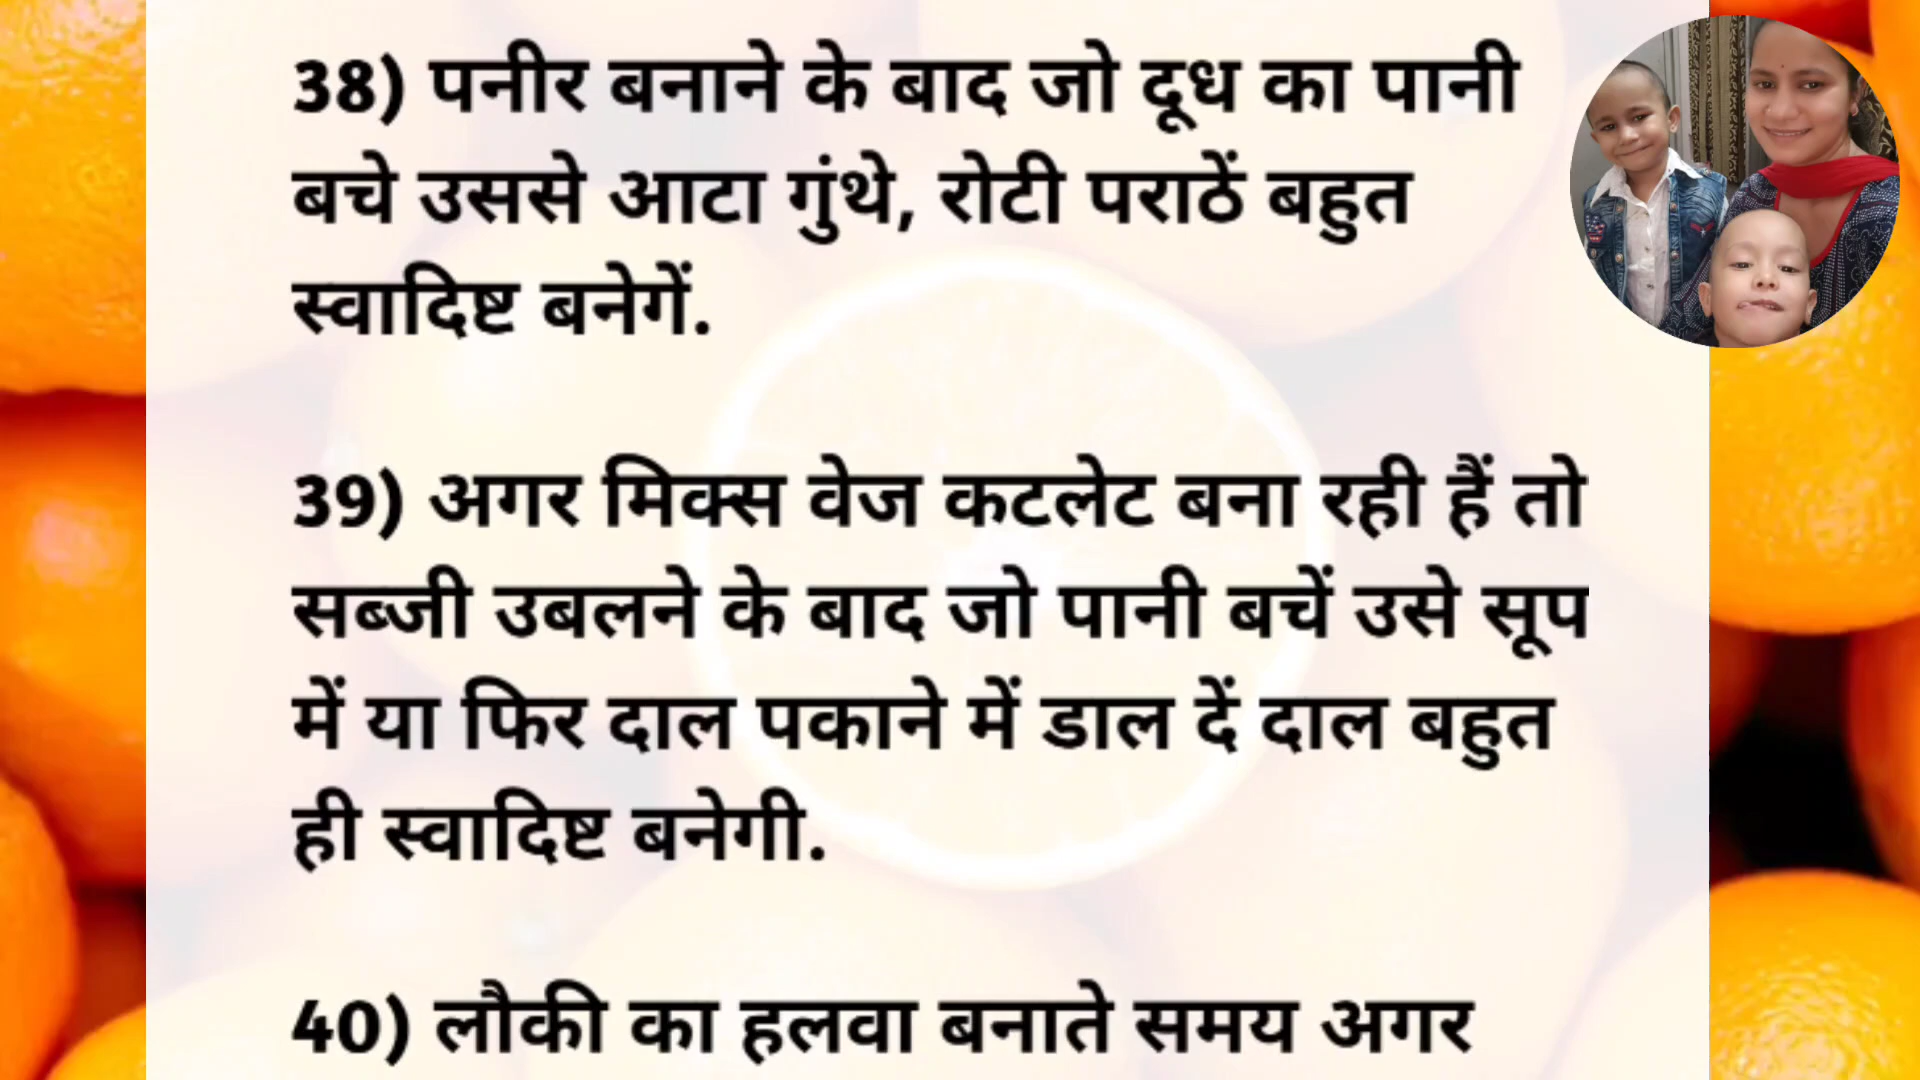 38) पनीर बनाने के बाद जो दूध का पानी
बचे उससे आटा गुंथे, रोटी पराठें बहुत
स्वादिष्ट बनेगें.
39) अगर मिक्स वेज कटलेट बना रही हैं तो
सब्जी उबलने के बाद जो पानी बचें उसे सूप
में या फिर दाल पकाने में डाल दें दाल बहुत
ही स्वादिष्ट बनेगी.
40) लौकी का हलवा बनाते समय अगर